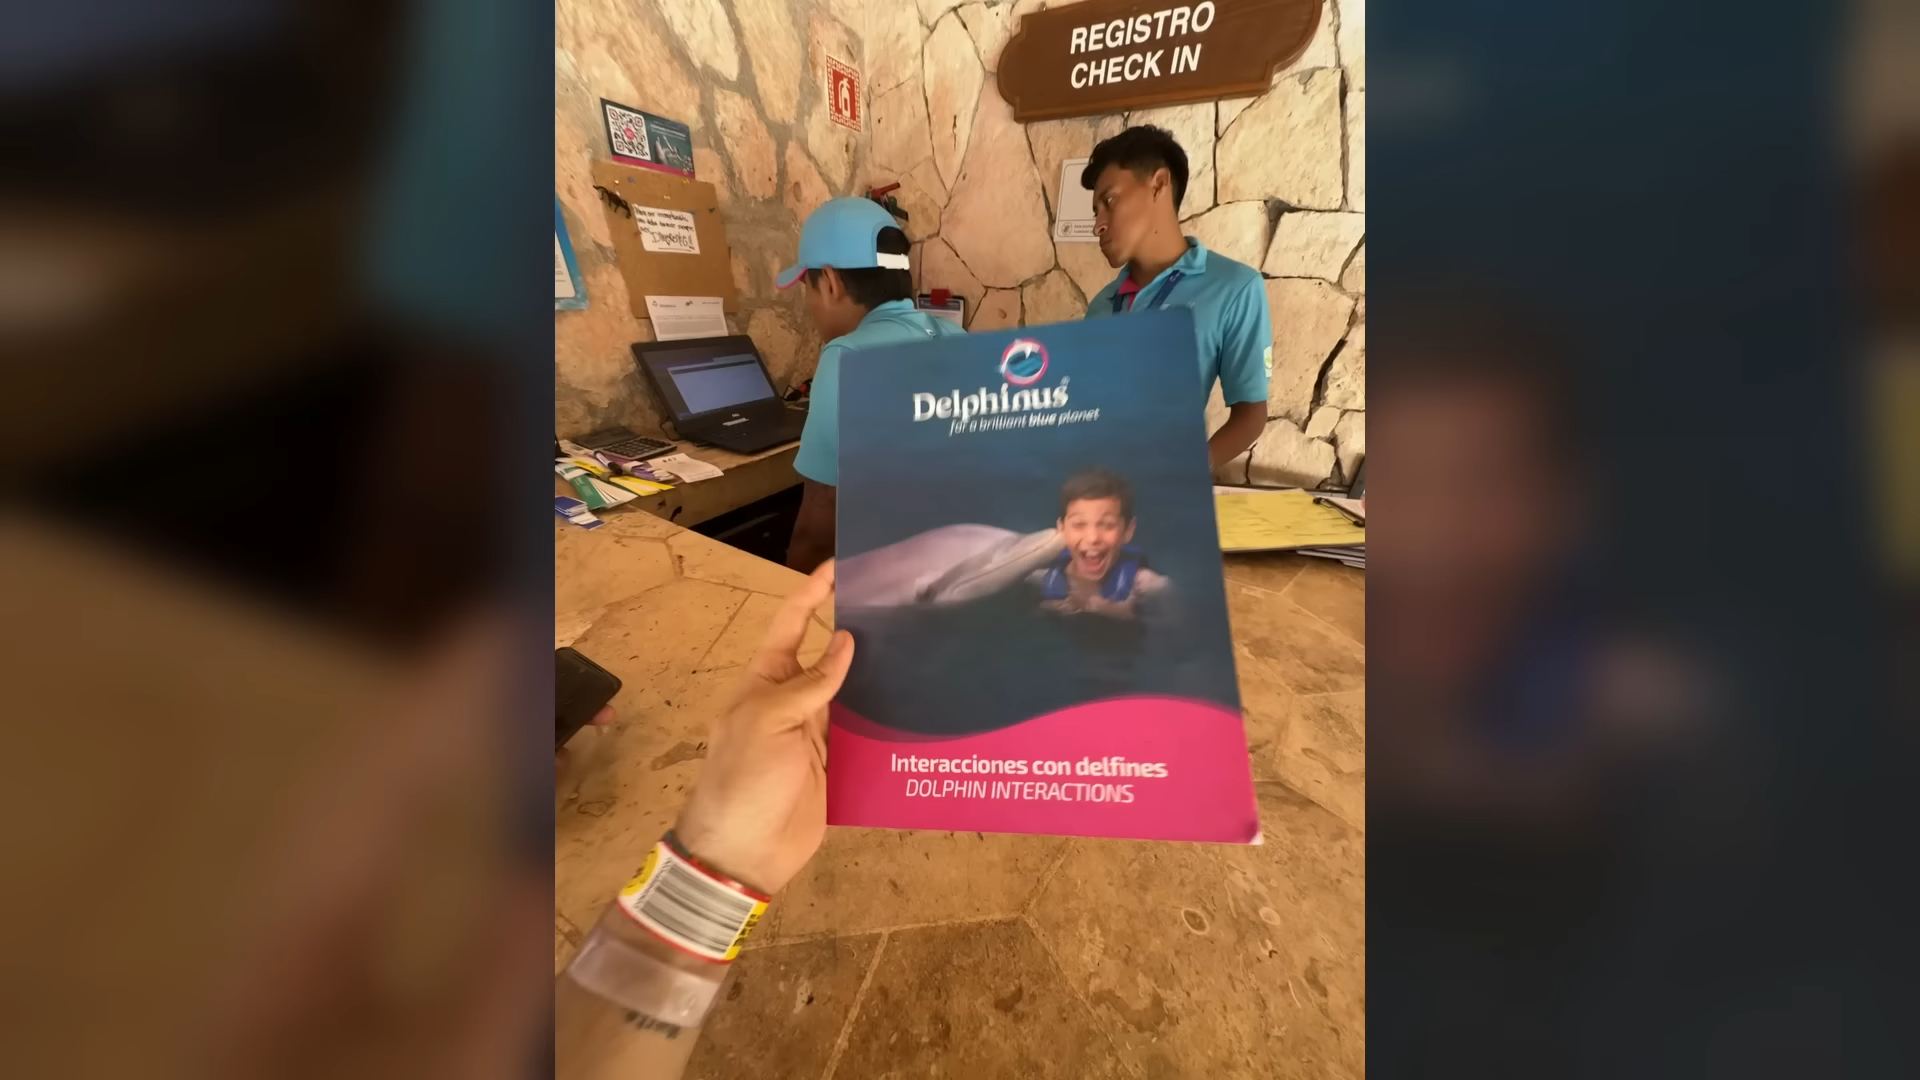 REGISTRO
CHECK IN
Delphinus
for a brilliant blue planet
Interacciones con delfines
DOLPHIN INTERACTIONS